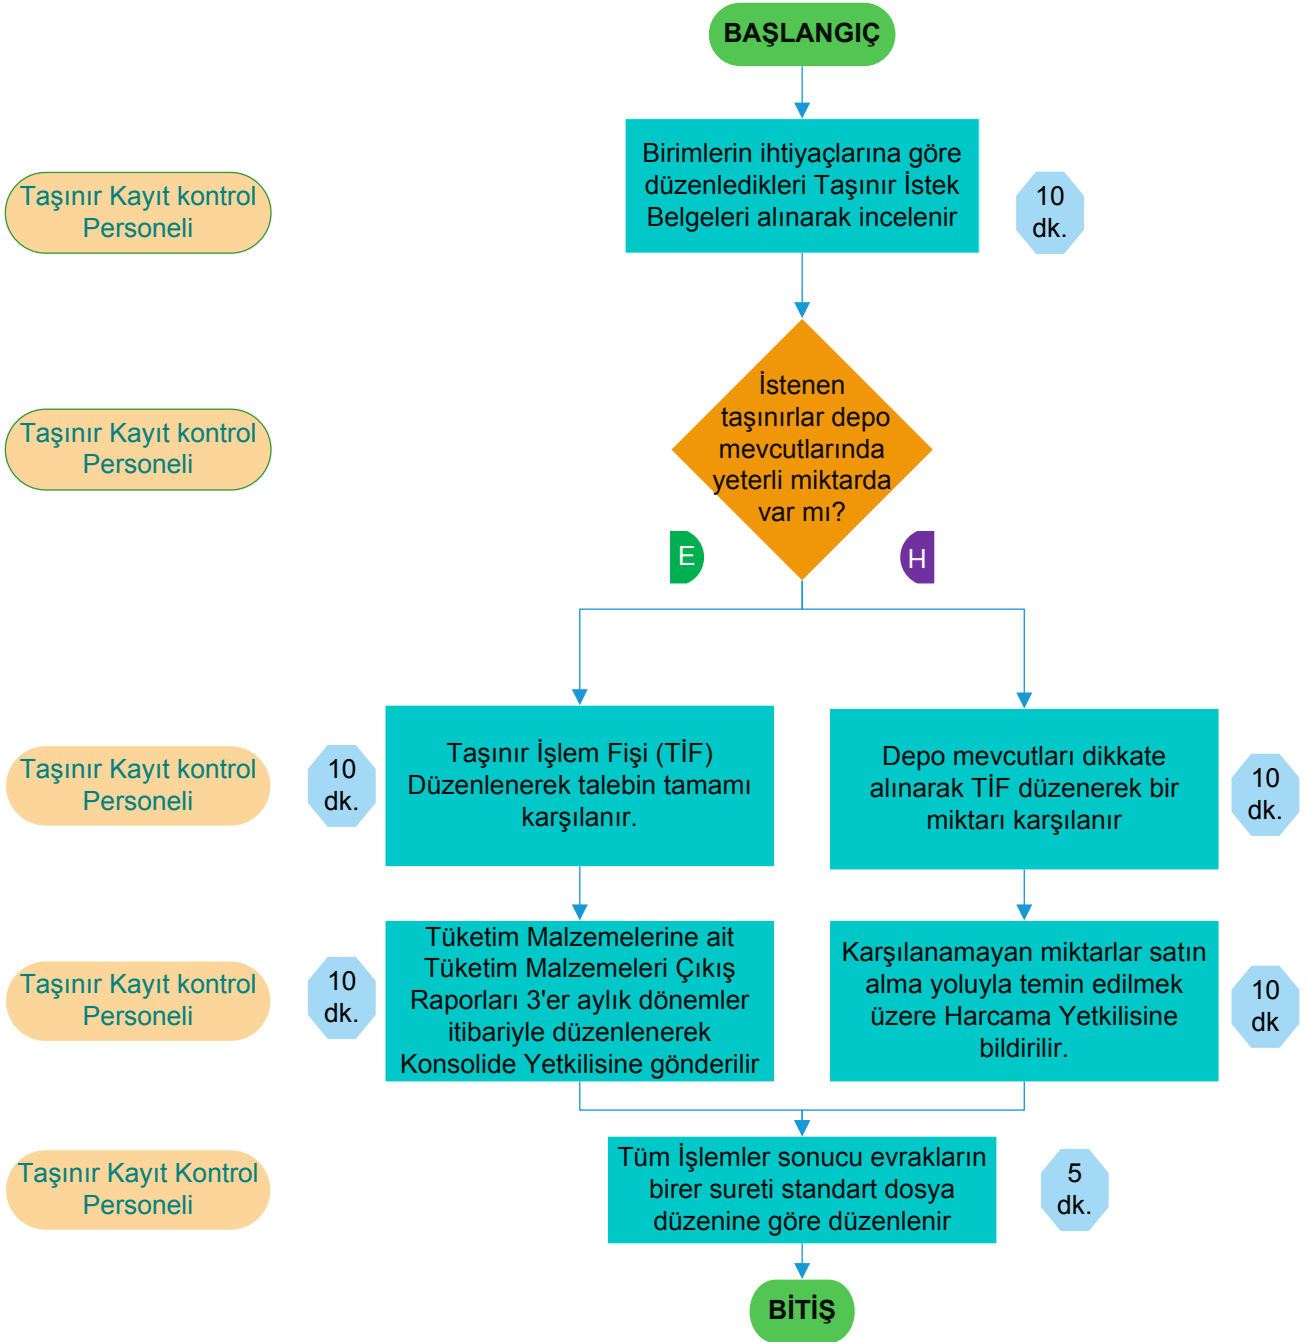 BAŞLANGIÇ
Taşınır Kayıt kontrol
Personeli
Birimlerin ihtiyaçlarına göre
düzenledikleri Taşınır İstek
Belgeleri alınarak incelenir
10
dk.
Taşınır Kayıt kontrol
Personeli
İstenen
taşınırlar depo
mevcutlarında
yeterli miktarda
var mı?
E
H
Taşınır Kayıt kontrol
Personeli
10
dk.
Taşınır İşlem Fişi (TİF)
Düzenlenerek talebin tamamı
karşılanır.
Depo mevcutları dikkate
alınarak TİF düzenerek bir
miktarı karşılanır
10
dk.
Taşınır Kayıt kontrol
Personeli
10
dk.
Tüketim Malzemelerine ait
Tüketim Malzemeleri Çıkış
Raporları 3'er aylık dönemler
itibariyle düzenlenerek
Konsolide Yetkilisine gönderilir
Karşılanamayan miktarlar satın
alma yoluyla temin edilmek
üzere Harcama Yetkilisine
bildirilir.
10
dk
Taşınır Kayıt Kontrol
Personeli
Tüm İşlemler sonucu evrakların
birer sureti standart dosya
düzenine göre düzenlenir
5
dk.
BİTİŞ